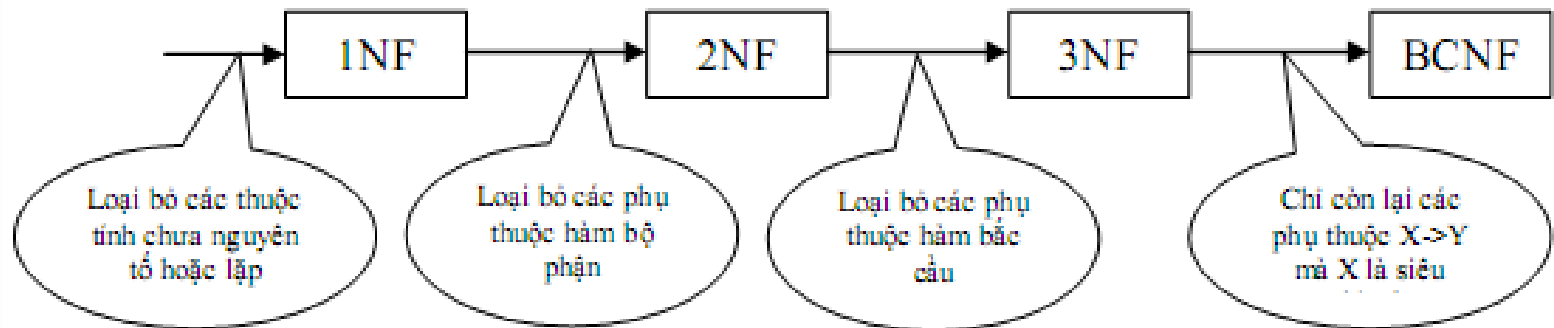 1NF
2NF
3NF
BCNF
Loại bỏ các thuộc
tính chưa nguyên
tố hoặc lặp
Loại bỏ các phụ
thuộc hàm bộ
phận
Loại bỏ các phụ
thuộc hàm bắc
cầu
Chỉ còn lại các
phụ thuộc X->Y
mà X là siêu